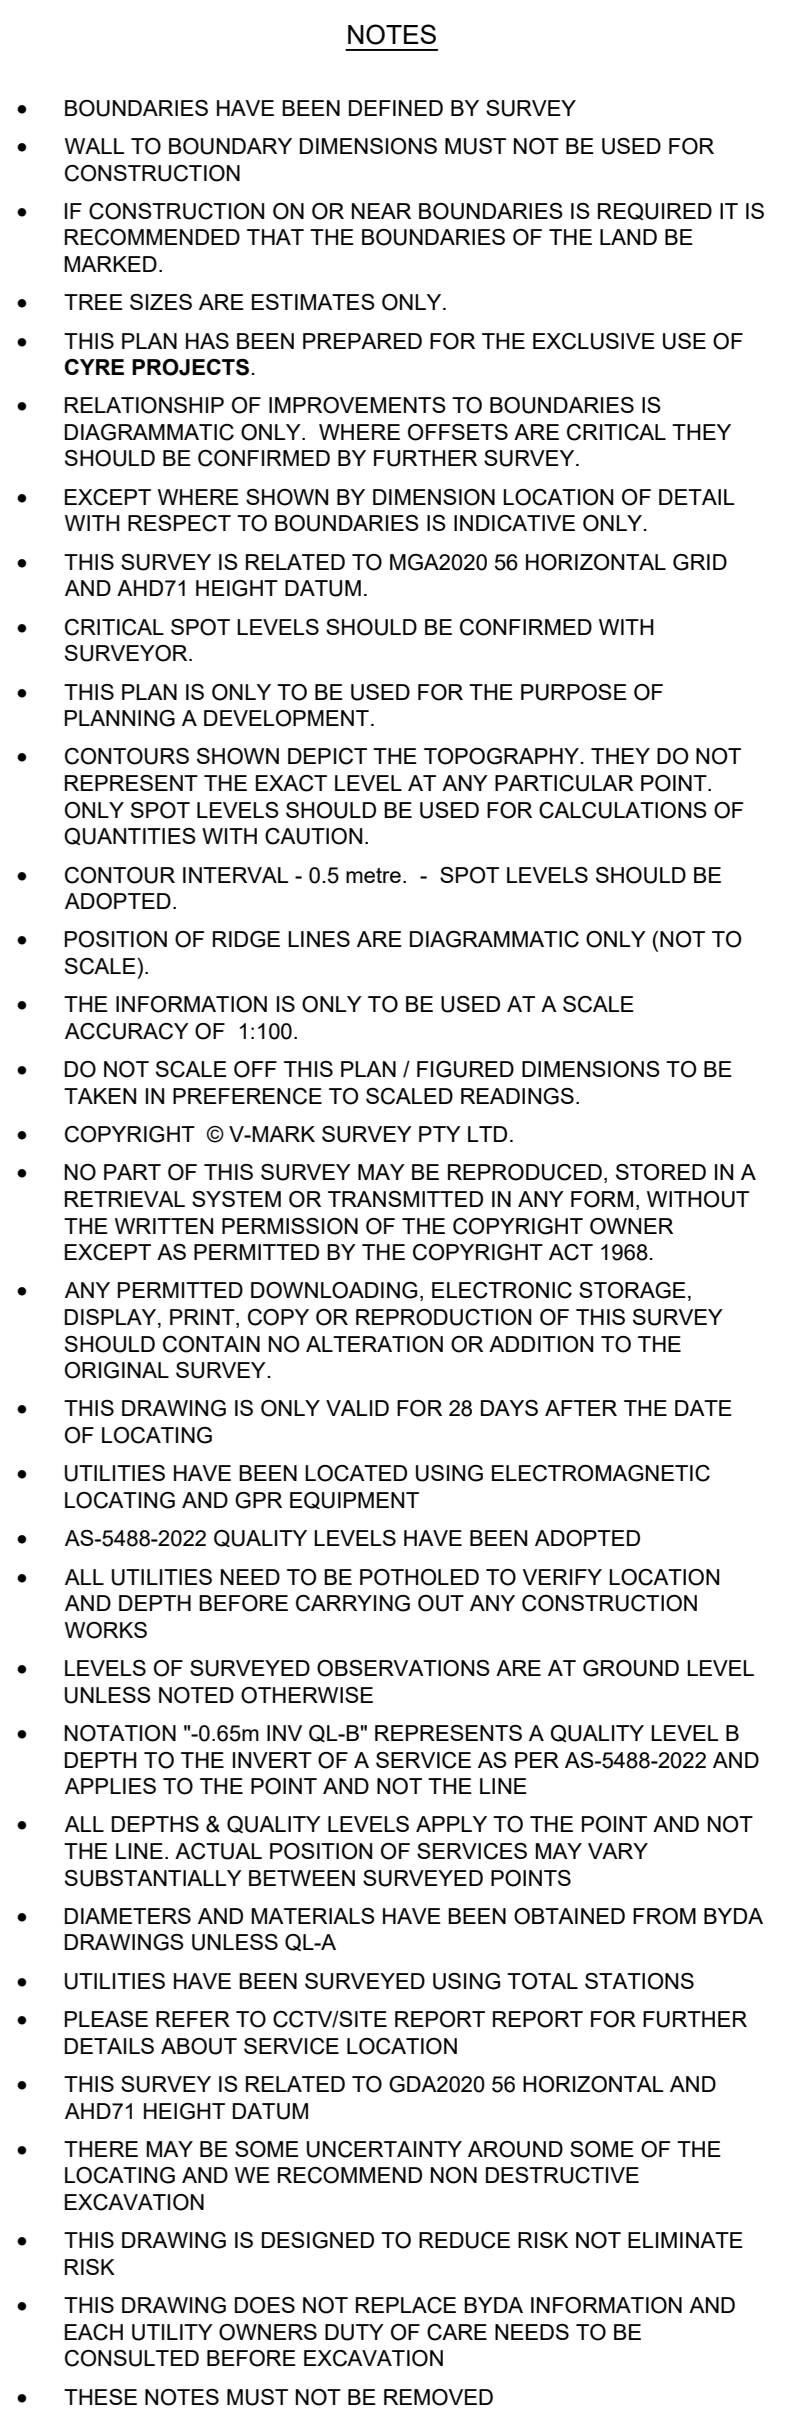 NOTES
• BOUNDARIES HAVE BEEN DEFINED BY SURVEY
• WALL TO BOUNDARY DIMENSIONS MUST NOT BE USED FOR
CONSTRUCTION
• IF CONSTRUCTION ON OR NEAR BOUNDARIES IS REQUIRED IT IS
RECOMMENDED THAT THE BOUNDARIES OF THE LAND BE
MARKED.
• TREE SIZES ARE ESTIMATES ONLY.
• THIS PLAN HAS BEEN PREPARED FOR THE EXCLUSIVE USE OF
CYRE PROJECTS.
• RELATIONSHIP OF IMPROVEMENTS TO BOUNDARIES IS
DIAGRAMMATIC ONLY.  WHERE OFFSETS ARE CRITICAL THEY
SHOULD BE CONFIRMED BY FURTHER SURVEY.
• EXCEPT WHERE SHOWN BY DIMENSION LOCATION OF DETAIL
WITH RESPECT TO BOUNDARIES IS INDICATIVE ONLY.
• THIS SURVEY IS RELATED TO MGA2020 56 HORIZONTAL GRID
AND AHD71 HEIGHT DATUM.
• CRITICAL SPOT LEVELS SHOULD BE CONFIRMED WITH
SURVEYOR.
• THIS PLAN IS ONLY TO BE USED FOR THE PURPOSE OF
PLANNING A DEVELOPMENT.
• CONTOURS SHOWN DEPICT THE TOPOGRAPHY. THEY DO NOT
REPRESENT THE EXACT LEVEL AT ANY PARTICULAR POINT.
ONLY SPOT LEVELS SHOULD BE USED FOR CALCULATIONS OF
QUANTITIES WITH CAUTION.
• CONTOUR INTERVAL - 0.5 metre.  -  SPOT LEVELS SHOULD BE
ADOPTED.
• POSITION OF RIDGE LINES ARE DIAGRAMMATIC ONLY (NOT TO
SCALE).
• THE INFORMATION IS ONLY TO BE USED AT A SCALE
ACCURACY OF  1:100.
• DO NOT SCALE OFF THIS PLAN / FIGURED DIMENSIONS TO BE
TAKEN IN PREFERENCE TO SCALED READINGS.
• COPYRIGHT  © V-MARK SURVEY PTY LTD.
• NO PART OF THIS SURVEY MAY BE REPRODUCED, STORED IN A
RETRIEVAL SYSTEM OR TRANSMITTED IN ANY FORM, WITHOUT
THE WRITTEN PERMISSION OF THE COPYRIGHT OWNER
EXCEPT AS PERMITTED BY THE COPYRIGHT ACT 1968.
• ANY PERMITTED DOWNLOADING, ELECTRONIC STORAGE,
DISPLAY, PRINT, COPY OR REPRODUCTION OF THIS SURVEY
SHOULD CONTAIN NO ALTERATION OR ADDITION TO THE
ORIGINAL SURVEY.
• THIS DRAWING IS ONLY VALID FOR 28 DAYS AFTER THE DATE
OF LOCATING
• UTILITIES HAVE BEEN LOCATED USING ELECTROMAGNETIC
LOCATING AND GPR EQUIPMENT
• AS-5488-2022 QUALITY LEVELS HAVE BEEN ADOPTED
• ALL UTILITIES NEED TO BE POTHOLED TO VERIFY LOCATION
AND DEPTH BEFORE CARRYING OUT ANY CONSTRUCTION
WORKS
• LEVELS OF SURVEYED OBSERVATIONS ARE AT GROUND LEVEL
UNLESS NOTED OTHERWISE
• NOTATION "-0.65m INV QL-B" REPRESENTS A QUALITY LEVEL B
DEPTH TO THE INVERT OF A SERVICE AS PER AS-5488-2022 AND
APPLIES TO THE POINT AND NOT THE LINE
• ALL DEPTHS & QUALITY LEVELS APPLY TO THE POINT AND NOT
THE LINE. ACTUAL POSITION OF SERVICES MAY VARY
SUBSTANTIALLY BETWEEN SURVEYED POINTS
• DIAMETERS AND MATERIALS HAVE BEEN OBTAINED FROM BYDA
DRAWINGS UNLESS QL-A
• UTILITIES HAVE BEEN SURVEYED USING TOTAL STATIONS
• PLEASE REFER TO CCTV/SITE REPORT REPORT FOR FURTHER
DETAILS ABOUT SERVICE LOCATION
• THIS SURVEY IS RELATED TO GDA2020 56 HORIZONTAL AND
AHD71 HEIGHT DATUM
• THERE MAY BE SOME UNCERTAINTY AROUND SOME OF THE
LOCATING AND WE RECOMMEND NON DESTRUCTIVE
EXCAVATION
• THIS DRAWING IS DESIGNED TO REDUCE RISK NOT ELIMINATE
RISK
• THIS DRAWING DOES NOT REPLACE BYDA INFORMATION AND
EACH UTILITY OWNERS DUTY OF CARE NEEDS TO BE
CONSULTED BEFORE EXCAVATION
• THESE NOTES MUST NOT BE REMOVED